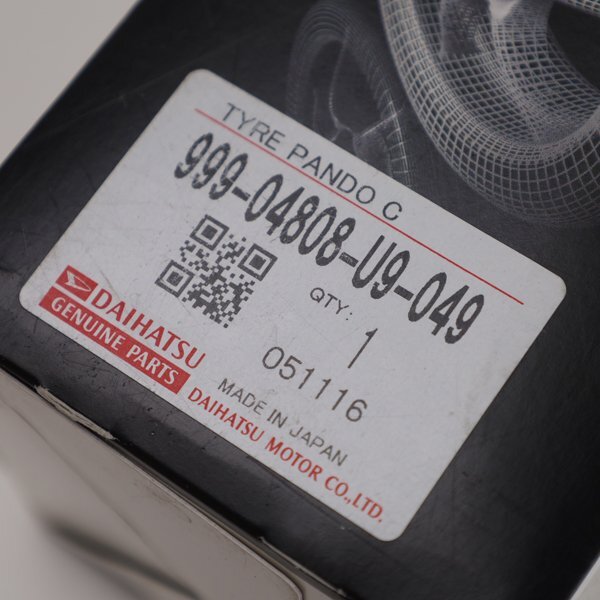 TYRE PANDO C
999-04808-U9-049
QTY: 1
051116
DAIHATSU
GENUINE PARTS
MADE IN JAPAN
DAIHATSU MOTOR CO.,LTD.